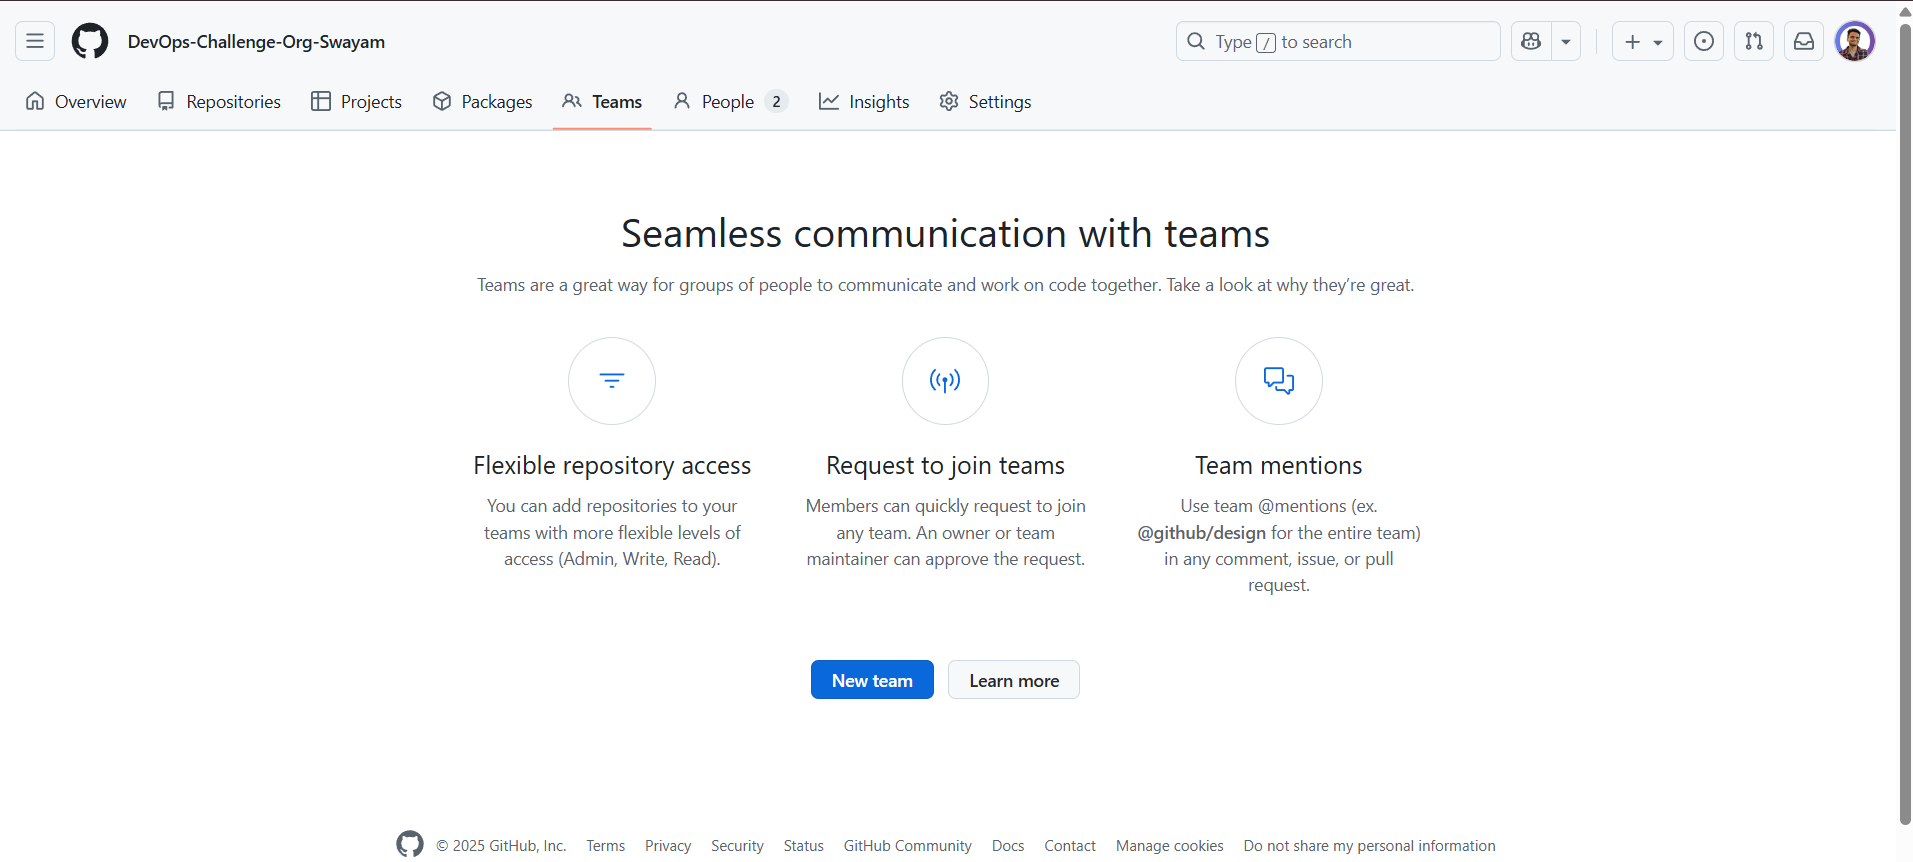 DevOps-Challenge-Org-Swayam
Type / to search
Overview
Repositories
Projects
Packages
Teams
People 2
Insights
Settings
Seamless communication with teams
Teams are a great way for groups of people to communicate and work on code together. Take a look at why they’re great.
Flexible repository access
You can add repositories to your
teams with more flexible levels of
access (Admin, Write, Read).
Request to join teams
Members can quickly request to join
any team. An owner or team
maintainer can approve the request.
Team mentions
Use team @mentions (ex.
@github/design for the entire team)
in any comment, issue, or pull
request.
New team
Learn more
© 2025 GitHub, Inc.
Terms
Privacy
Security
Status
GitHub Community
Docs
Contact
Manage cookies
Do not share my personal information